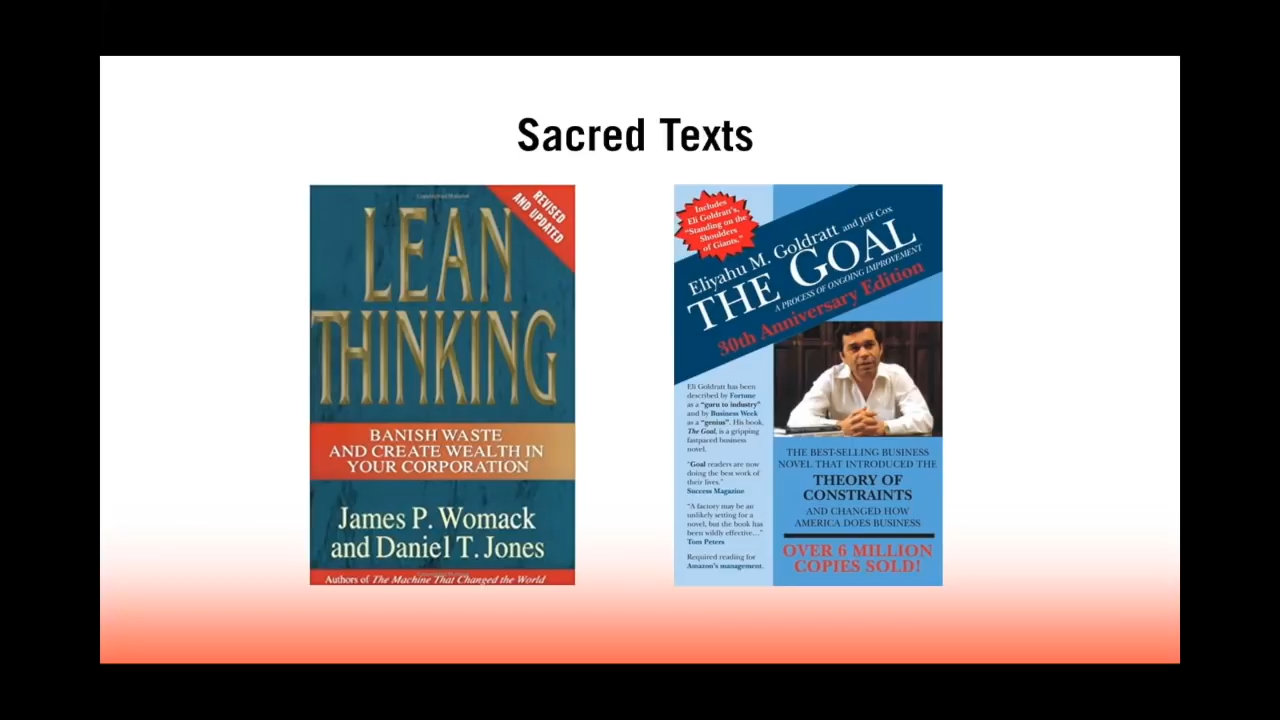 Sacred Texts
REVISED
AND UPDATED
LEAN
THINKING
BANISH WASTE
AND CREATE WEALTH IN
YOUR CORPORATION
James P. Womack
and Daniel T. Jones
Authors of The Machine That Changed the World
Includes
Eli Goldratt's,
"Standing on the
Shoulders
of Giants."
Eliyahu M. Goldratt and Jeff Cox
THE GOAL
A PROCESS OF ONGOING IMPROVEMENT
30th Anniversary Edition
Eli Goldratt has been
described by Fortune
as a "guru to industry"
and by Business Week
as a "genius". His book,
The Goal, is a gripping
fastpaced business
novel.
"Goal readers are now
doing the best work of
their lives."
Success Magazine
"A factory may be an
unlikely setting for a
novel, but the book has
been wildly effective..."
Tom Peters
Required reading for
Amazon's management.
THE BEST-SELLING BUSINESS
NOVEL THAT INTRODUCED THE
THEORY OF
CONSTRAINTS
AND CHANGED HOW
AMERICA DOES BUSINESS
OVER 6 MILLION
COPIES SOLD!